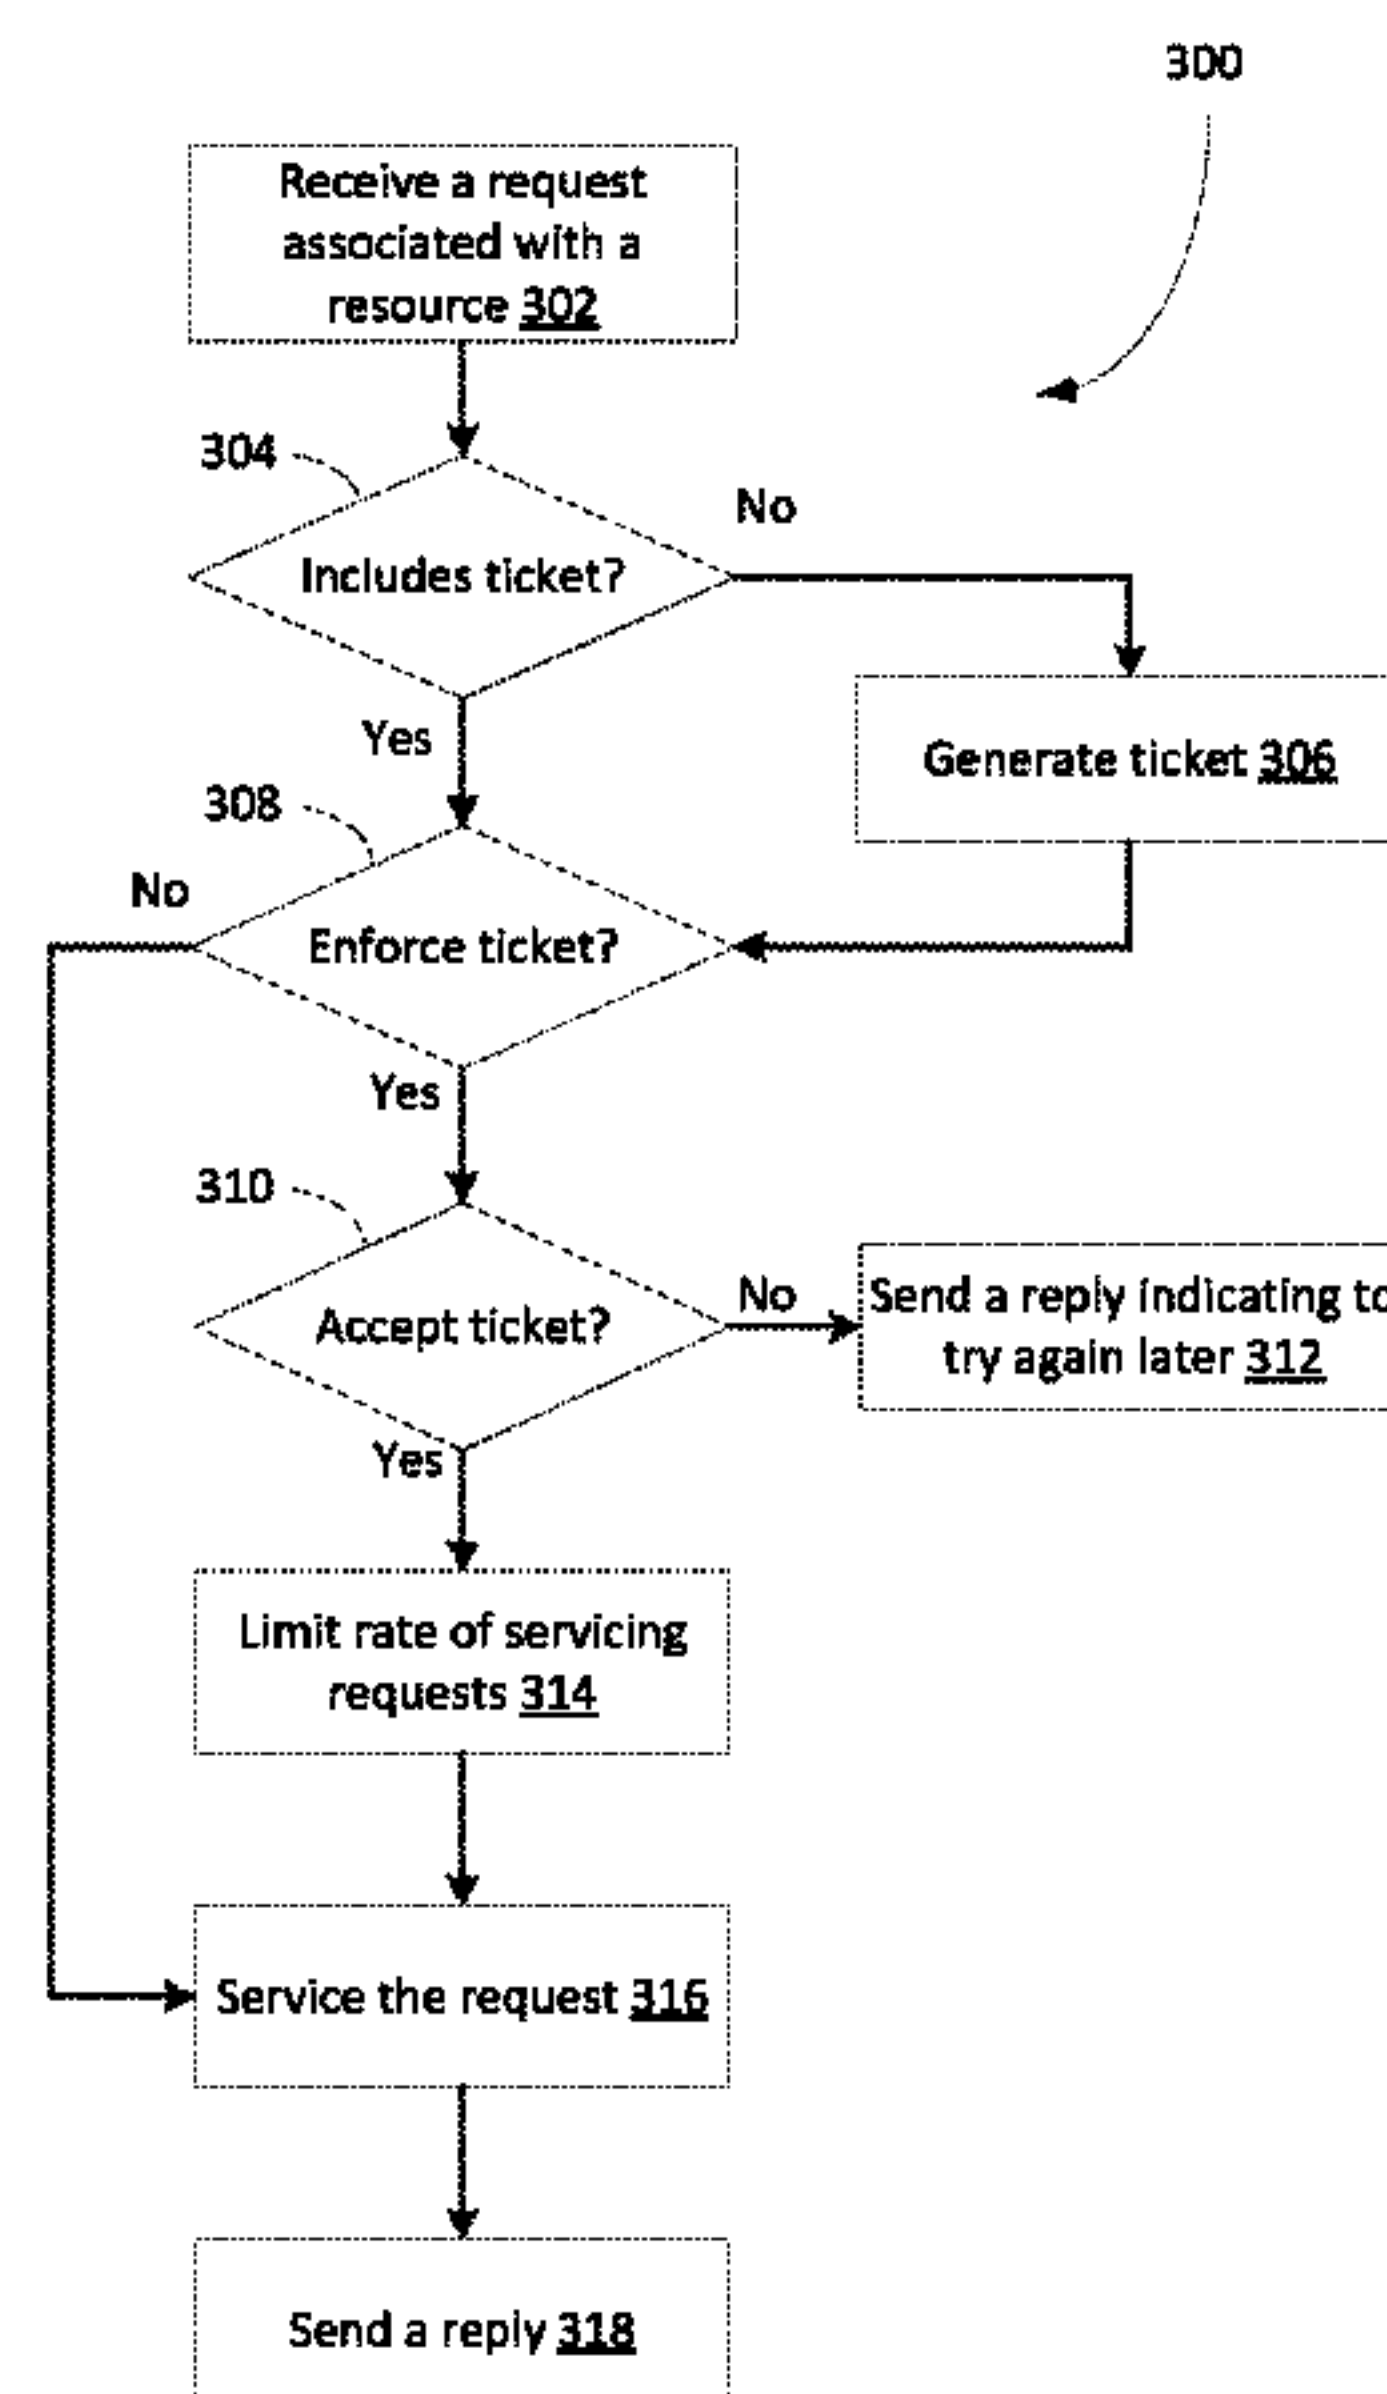 300
Receive a request
associated with a
resource 302
304
No
Includes ticket?
Yes
Generate ticket 306
308
No
Enforce ticket?
Yes
310
No
Send a reply indicating to
try again later 312
Accept ticket?
Yes
Limit rate of servicing
requests 314
Service the request 316
Send a reply 318